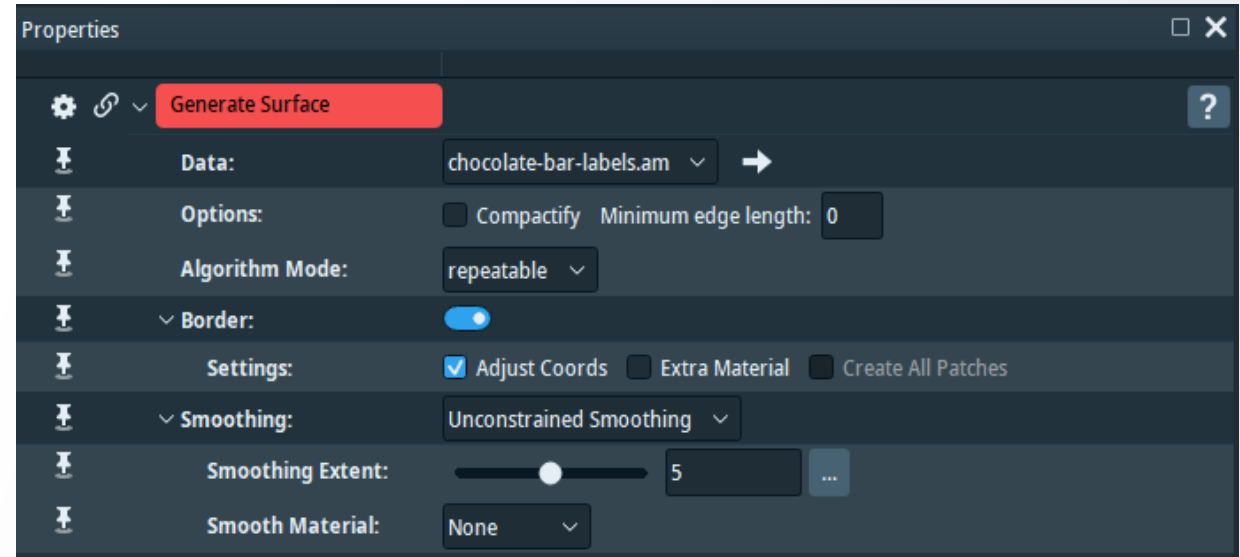 Properties
Generate Surface ?
Data: chocolate-bar-labels.am
Options: Compactify Minimum edge length: 0
Algorithm Mode: repeatable
Border:
Settings: Adjust Coords Extra Material Create All Patches
Smoothing: Unconstrained Smoothing
Smoothing Extent: 5 ...
Smooth Material: None